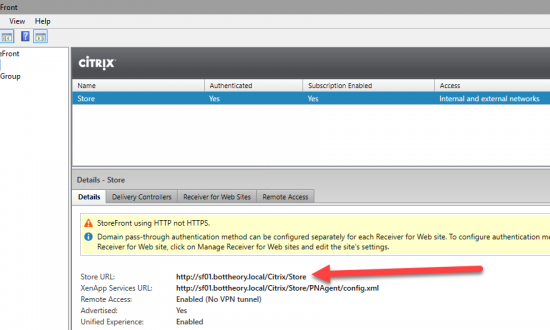 Front
View Help
eFront
Group
CİTRIX
Name Authenticated Subscription Enabled Access
Store Yes Yes Internal and external networks
Details - Store
Details Delivery Controllers Receiver for Web Sites Remote Access
StoreFront using HTTP not HTTPS.
Domain pass-through authentication method can be configured separately for each Receiver for Web site. To configure authentication me
Receiver for Web site, click on Manage Receiver for Web sites and edit the site's settings.
Store URL: http://sf01.bottheory.local/Citrix/Store
XenApp Services URL: http://sf01.bottheory.local/Citrix/Store/PNAgent/config.xml
Remote Access: Enabled (No VPN tunnel)
Advertised: Yes
Unified Experience: Enabled